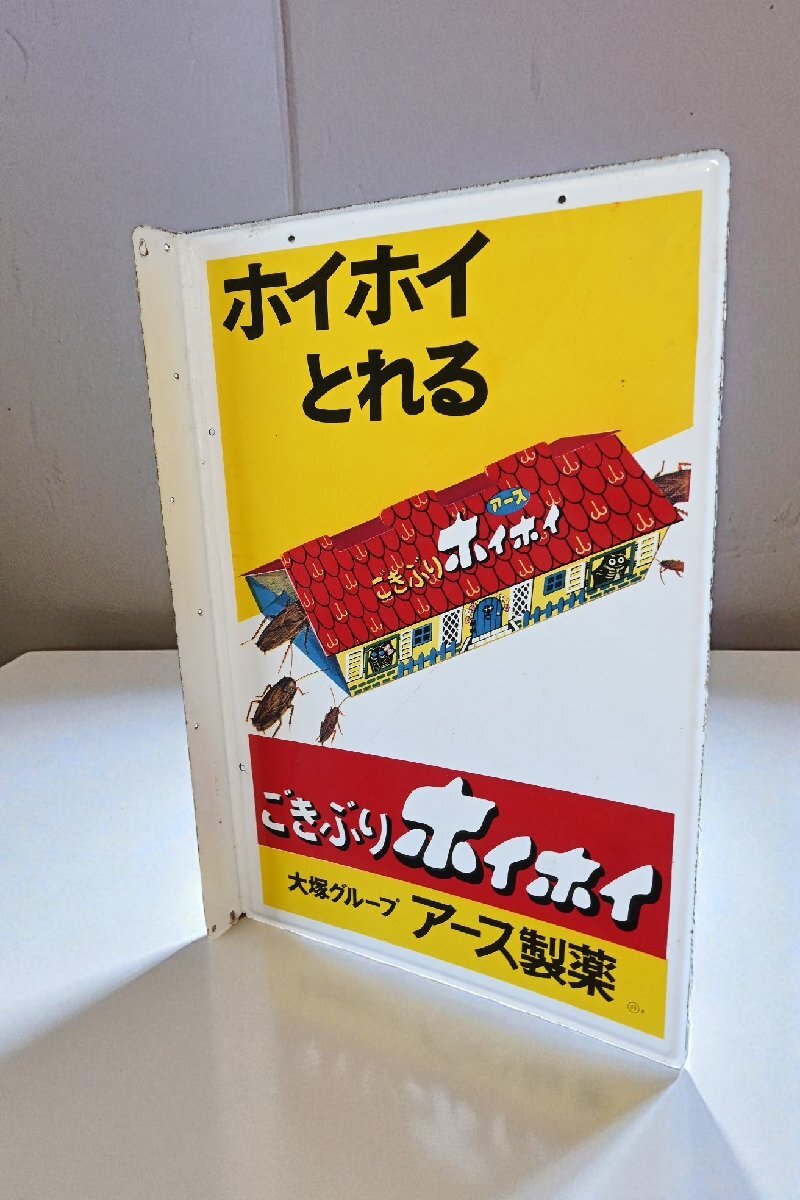 ホイホイ
とれる
アース
ごきぶりホイホイ
ごきぶりホイホイ
大塚グループ アース製薬